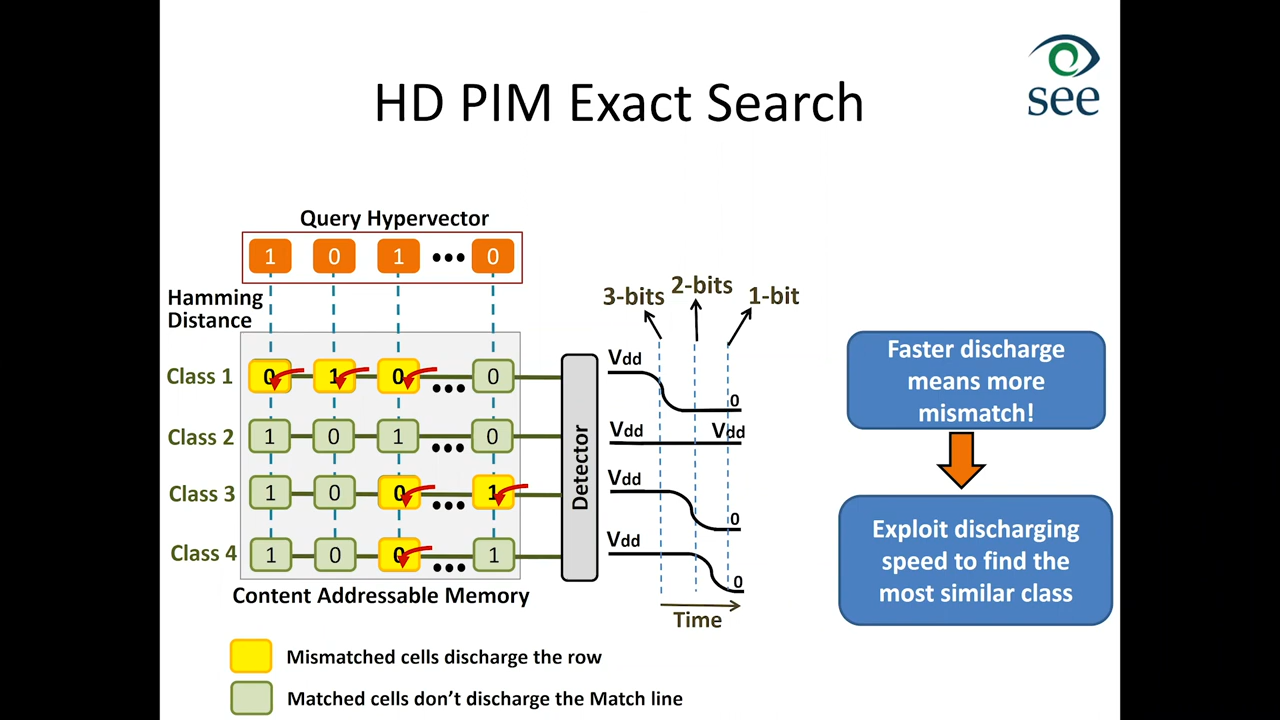 see
HD PIM Exact Search
Query Hypervector
1 0 1 ••• 0
Hamming
Distance
3-bits 2-bits 1-bit
Class 1 0 1 0 ••• 0
Class 2 1 0 1 ••• 0
Class 3 1 0 0 ••• 1
Class 4 1 0 0 ••• 1
Detector
Vdd 0
Vdd Vdd
Vdd 0
Vdd 0
Time
Content Addressable Memory
Mismatched cells discharge the row
Matched cells don't discharge the Match line
Faster discharge
means more
mismatch!
Exploit discharging
speed to find the
most similar class